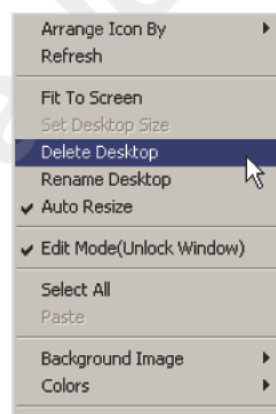 Arrange Icon By
Refresh
Fit To Screen
Set Desktop Size
Delete Desktop
Rename Desktop
Auto Resize
Edit Mode(Unlock Window)
Select All
Paste
Background Image
Colors